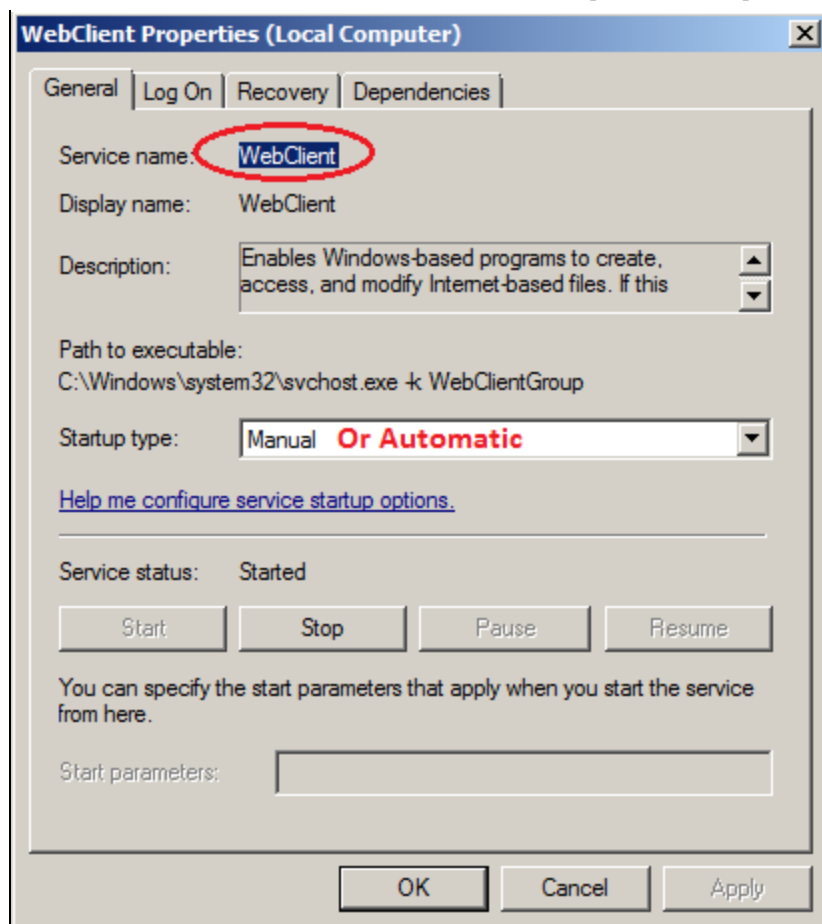 WebClient Properties (Local Computer)
General Log On Recovery Dependencies
Service name: WebClient
Display name: WebClient
Description: Enables Windows-based programs to create,
access, and modify Internet-based files. If this
Path to executable:
C:\Windows\system32\svchost.exe -k WebClientGroup
Startup type: Manual Or Automatic
Help me configure service startup options.
Service status: Started
Start Stop Pause Resume
You can specify the start parameters that apply when you start the service
from here.
Start parameters:
OK Cancel Apply